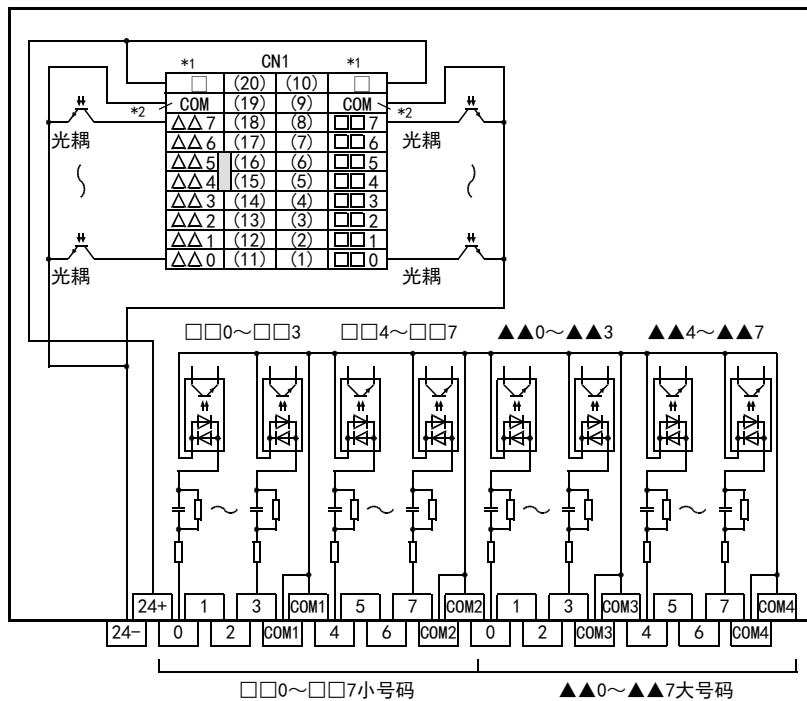 *1 CN1 *1
□ (20) (10) □
*2 COM (19) (9) COM *2
△△7 (18) (8) □□7
光耦 △△6 (17) (7) □□6 光耦
△△5 (16) (6) □□5
△△4 (15) (5) □□4
△△3 (14) (4) □□3
△△2 (13) (3) □□2
△△1 (12) (2) □□1
△△0 (11) (1) □□0
光耦 光耦
□□0~□□3 □□4~□□7 ▲▲0~▲▲3 ▲▲4~▲▲7
24+ 1 3 COM1 5 7 COM2 1 3 COM3 5 7 COM4
24- 0 2 COM1 4 6 COM2 0 2 COM3 4 6 COM4
□□0~□□7小号码 ▲▲0~▲▲7大号码